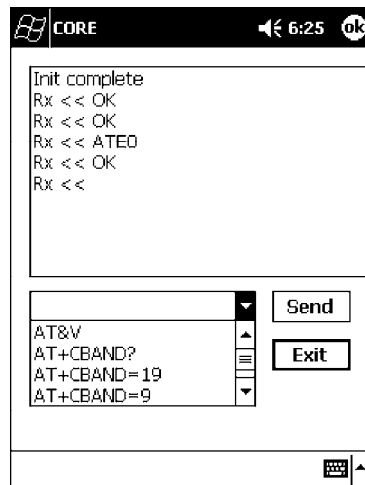 CORE 6:25 ok
Init complete
Rx << OK
Rx << OK
Rx << ATE0
Rx << OK
Rx <<
Send
AT&V
AT+CBAND?
Exit
AT+CBAND=19
AT+CBAND=9